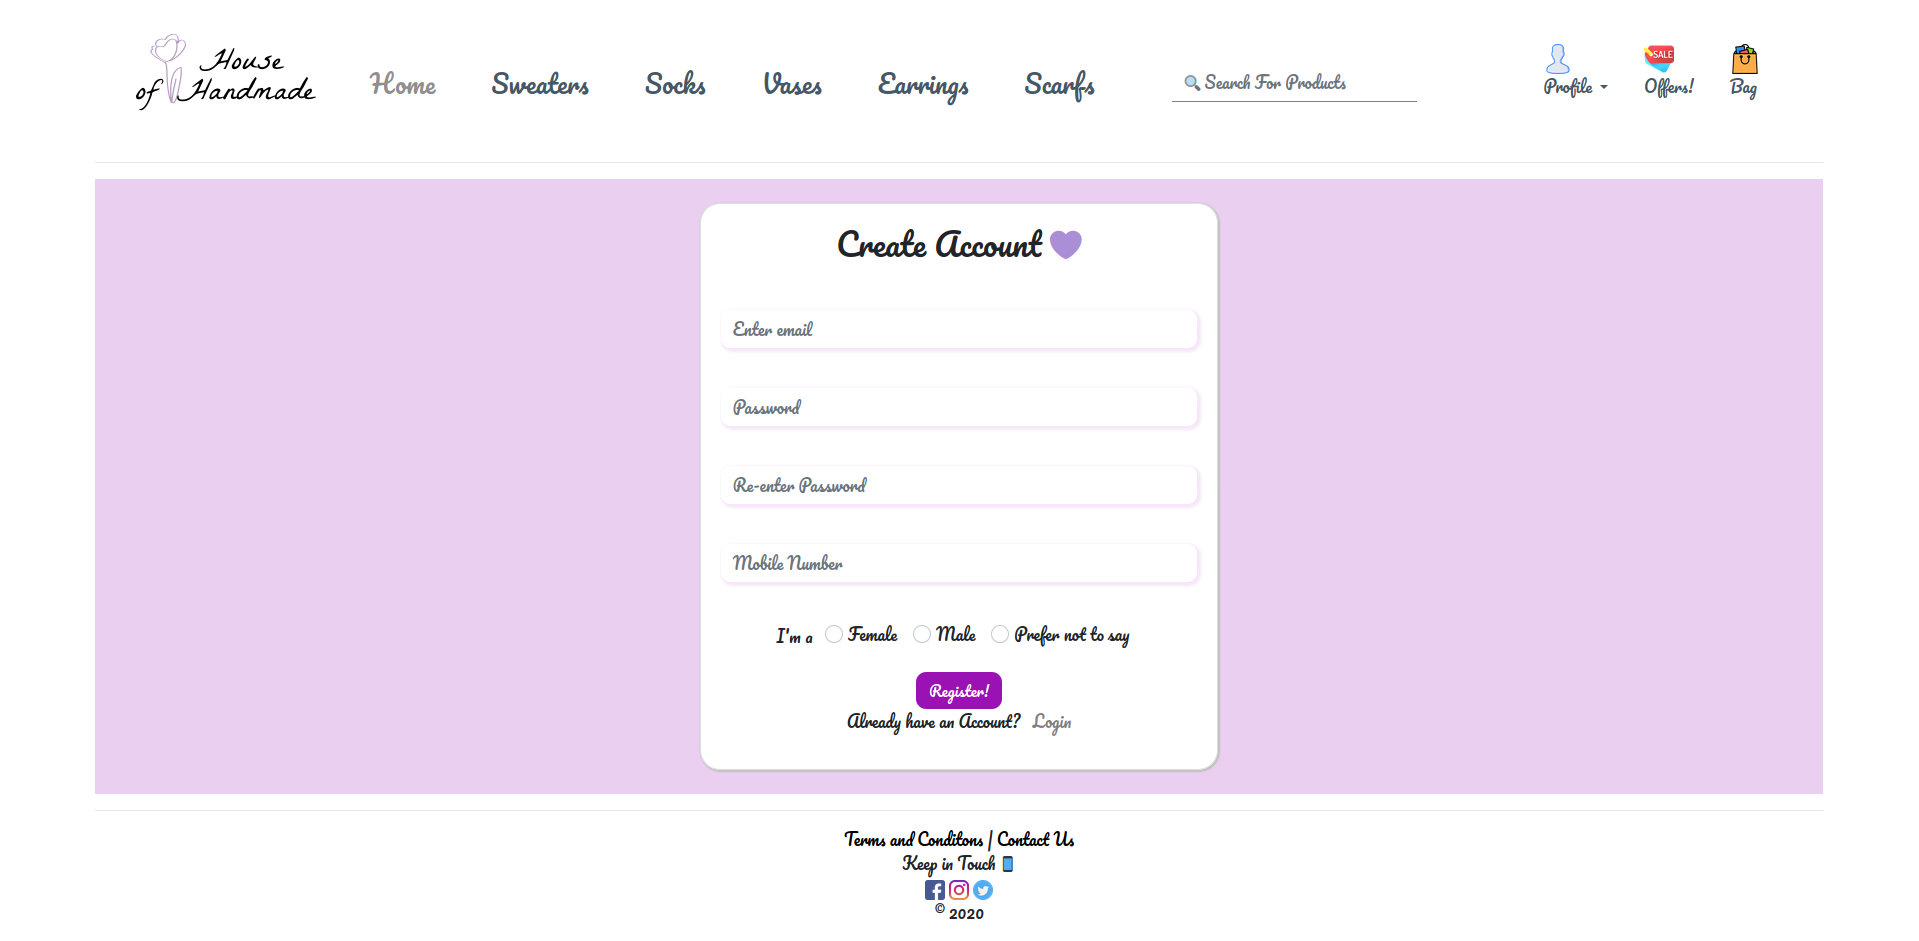 House
of Handmade
Home Sweaters Socks Vases Earrings Scarfs
🔍 Search For Products
Profile
SALE
Offers!
Bag
Create Account 💜
Enter email
Password
Re-enter Password
Mobile Number
I'm a Female Male Prefer not to say
Register!
Already have an Account? Login
Terms and Conditons | Contact Us
Keep in Touch 📱
© 2020